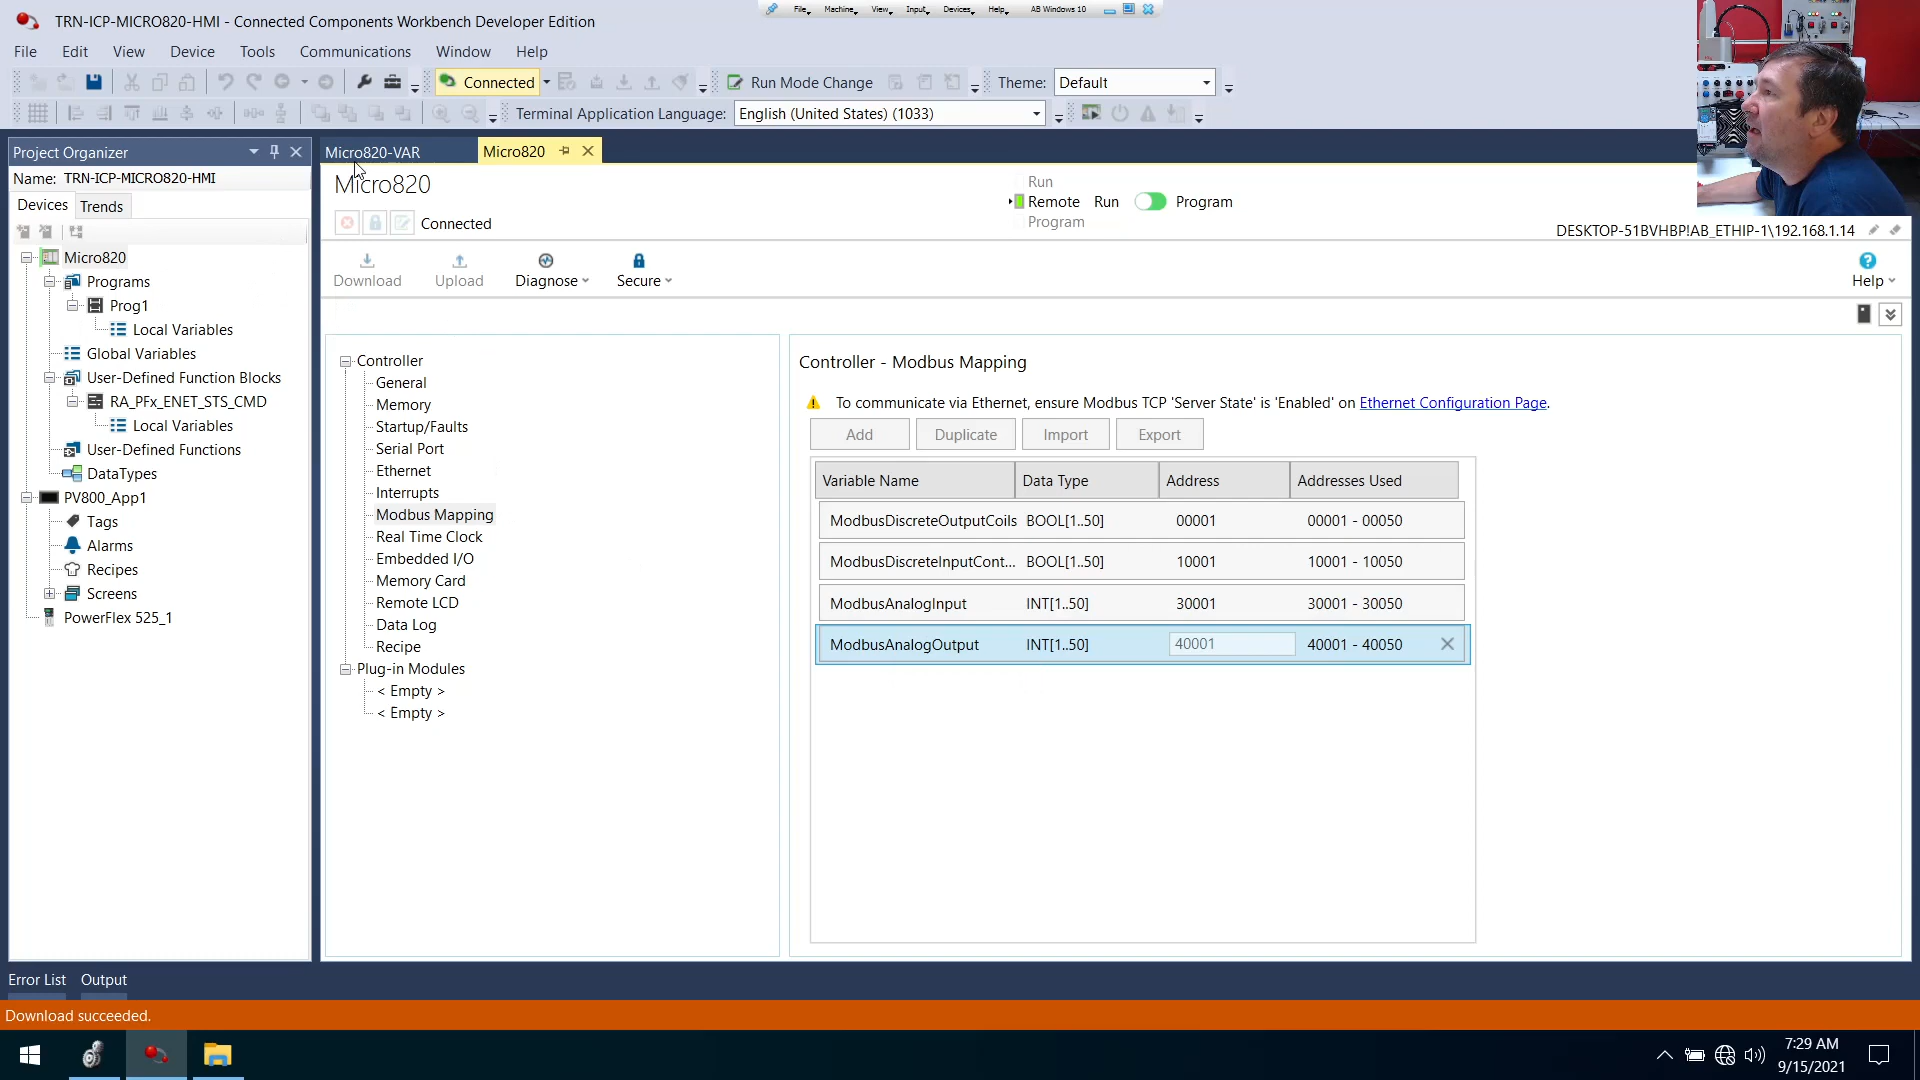 File Machine View Input Devices Help AB Windows 10
TRN-ICP-MICRO820-HMI - Connected Components Workbench Developer Edition
File Edit View Device Tools Communications Window Help
Connected Run Mode Change Theme: Default
Terminal Application Language: English (United States) (1033)
Project Organizer
Name: TRN-ICP-MICRO820-HMI
Devices Trends
Micro820
Programs
Prog1
Local Variables
Global Variables
User-Defined Function Blocks
RA_PFx_ENET_STS_CMD
Local Variables
User-Defined Functions
DataTypes
PV800_App1
Tags
Alarms
Recipes
Screens
PowerFlex 525_1
Micro820-VAR Micro820
Micro820
Connected
Run
Remote Run Program
Program
DESKTOP-51BVHBP!AB_ETHIP-1\192.168.1.14
Download Upload Diagnose Secure Help
Controller
General
Memory
Startup/Faults
Serial Port
Ethernet
Interrupts
Modbus Mapping
Real Time Clock
Embedded I/O
Memory Card
Remote LCD
Data Log
Recipe
Plug-in Modules
< Empty >
< Empty >
Controller - Modbus Mapping
To communicate via Ethernet, ensure Modbus TCP 'Server State' is 'Enabled' on Ethernet Configuration Page.
Add Duplicate Import Export
Variable Name Data Type Address Addresses Used
ModbusDiscreteOutputCoils BOOL[1..50] 00001 00001 - 00050
ModbusDiscreteInputCont... BOOL[1..50] 10001 10001 - 10050
ModbusAnalogInput INT[1..50] 30001 30001 - 30050
ModbusAnalogOutput INT[1..50] 40001 40001 - 40050
Error List Output
Download succeeded.
7:29 AM
9/15/2021